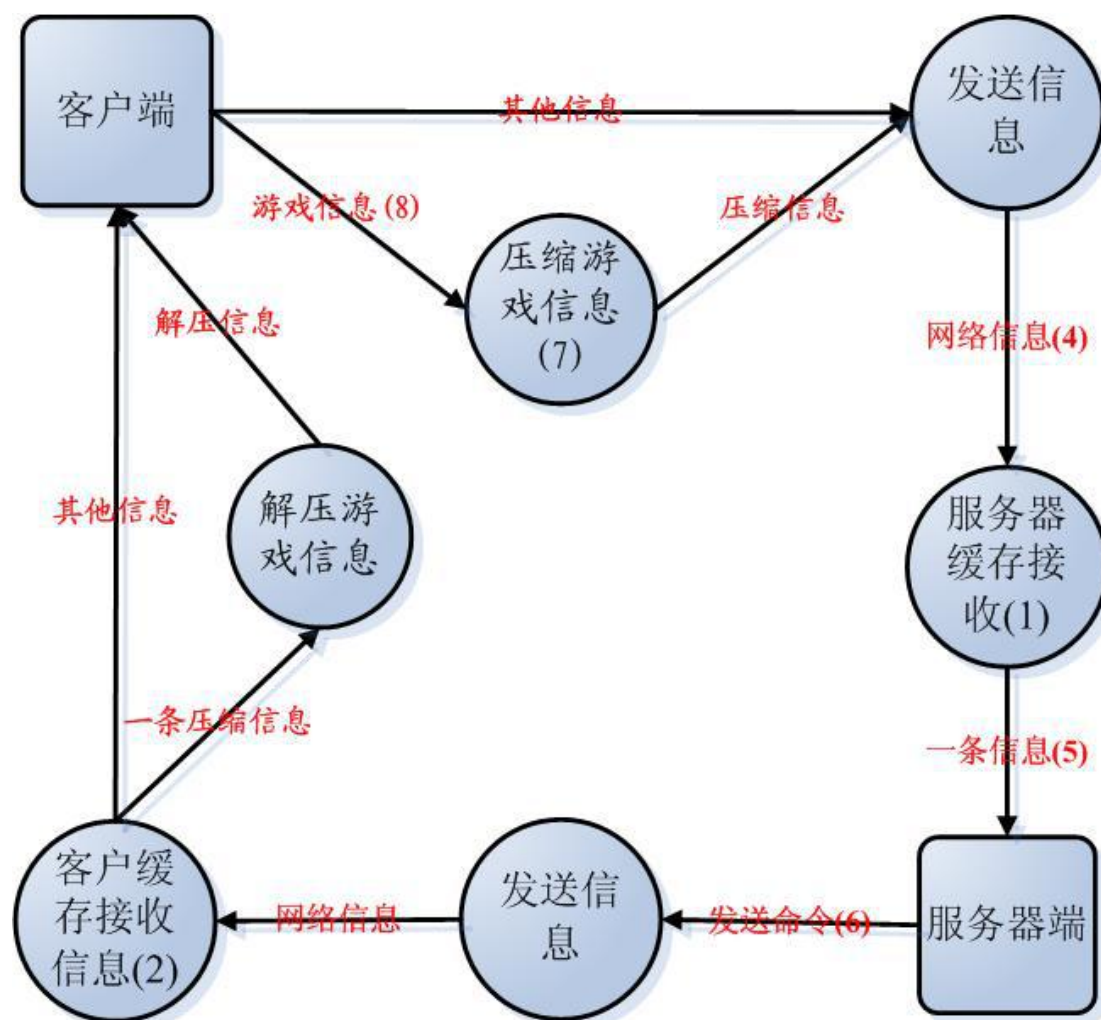 客户端
其他信息
发送信
息
游戏信息(8)
压缩信息
压缩游
戏信息
(7)
解压信息
网络信息(4)
其他信息
解压游
戏信息
服务器
缓存接
收(1)
一条压缩信息
一条信息(5)
客户缓
存接收
信息(2)
网络信息
发送信
息
发送命令(6)
服务器端